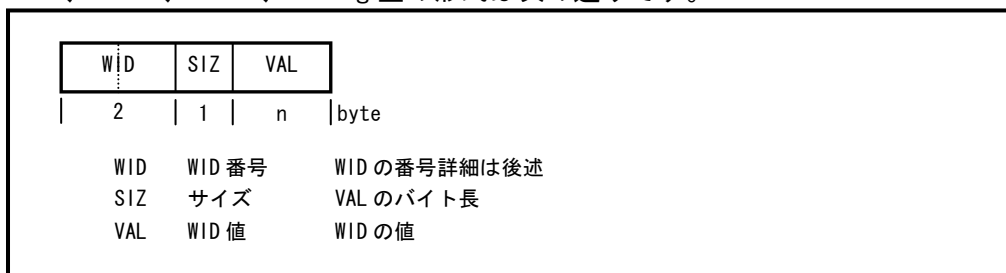 WID SIZ VAL
2 1 n byte
WID WID番号 WIDの番号詳細は後述
SIZ サイズ VALのバイト長
VAL WID値 WIDの値